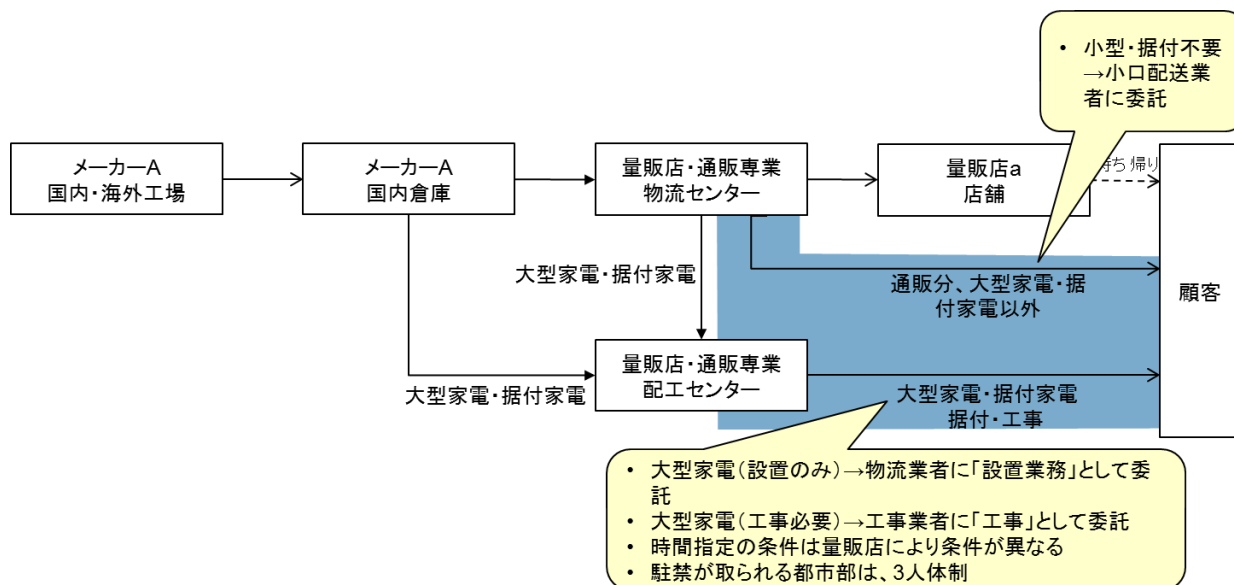 • 小型・据付不要
→小口配送業
者に委託
メーカーA
国内・海外工場
メーカーA
国内倉庫
量販店・通販専業
物流センター
量販店a
店舗
持ち帰り
顧客
大型家電・据付家電
通販分、大型家電・据
付家電以外
大型家電・据付家電
量販店・通販専業
配工センター
大型家電・据付家電
据付・工事
• 大型家電(設置のみ)→物流業者に「設置業務」として委
託
• 大型家電(工事必要)→工事業者に「工事」として委託
• 時間指定の条件は量販店により条件が異なる
• 駐禁が取られる都市部は、3人体制